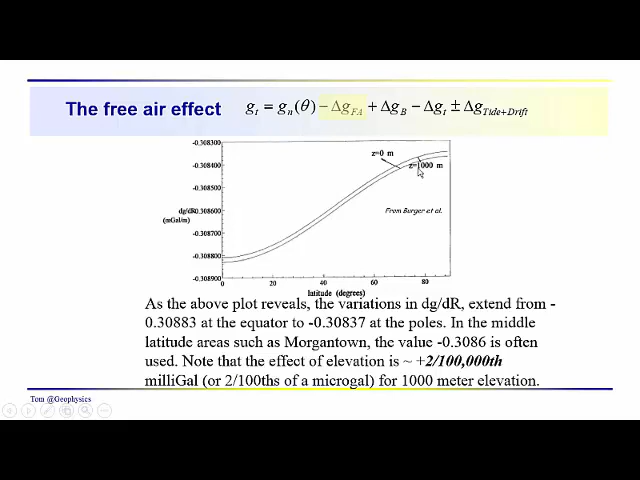 The free air effect
g_t = g_n(θ) − Δg_FA + Δg_B − Δg_t ± Δg_Tide+Drift
-0.308300
-0.308400
-0.308500
-0.308600
-0.308700
-0.308800
-0.308900
dg/dR
(mGal/m)
z=0 m
z=1000 m
From Burger et al.
0 20 40 60 80
latitude (degrees)
As the above plot reveals, the variations in dg/dR, extend from -
0.30883 at the equator to -0.30837 at the poles. In the middle
latitude areas such as Morgantown, the value -0.3086 is often
used. Note that the effect of elevation is ~ +2/100,000th
milliGal (or 2/100ths of a microgal) for 1000 meter elevation.
Tom @Geophysics